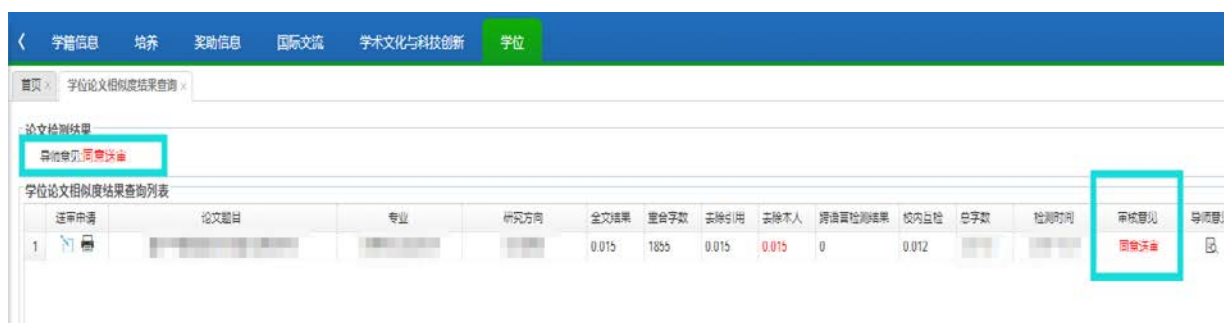 学籍信息 培养 奖助信息 国际交流 学术文化与科技创新 学位
首页 × 学位论文相似度结果查询 ×
论文检测结果
导师意见:同意送审
学位论文相似度结果查询列表
送审申请 论文题目 专业 研究方向 全文结果 重合字数 去除引用 去除本人 跨语言检测结果 校内互检 总字数 检测时间 审核意见 导师意见
1 0.015 1855 0.015 0.015 0 0.012 同意送审